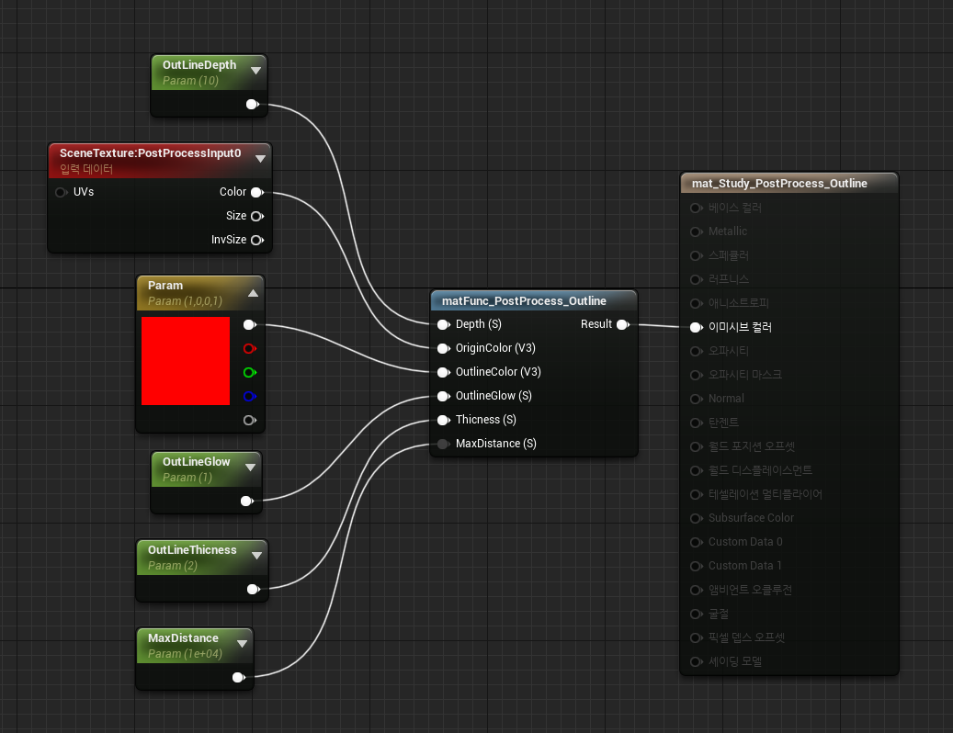 OutLineDepth
Param (10)
SceneTexture:PostProcessInput0
입력 데이터
UVs
Color
Size
InvSize
Param
Param (1,0,0,1)
OutLineGlow
Param (1)
OutLineThicness
Param (2)
MaxDistance
Param (1e+04)
matFunc_PostProcess_Outline
Depth (S)
Result
OriginColor (V3)
OutlineColor (V3)
OutlineGlow (S)
Thicness (S)
MaxDistance (S)
mat_Study_PostProcess_Outline
베이스 컬러
Metallic
스페큘러
러프니스
애니소트로피
이미시브 컬러
오파시티
오파시티 마스크
Normal
탄젠트
월드 포지션 오프셋
월드 디스플레이스먼트
테셀레이션 멀티플라이어
Subsurface Color
Custom Data 0
Custom Data 1
앰비언트 오클루전
굴절
픽셀 뎁스 오프셋
셰이딩 모델